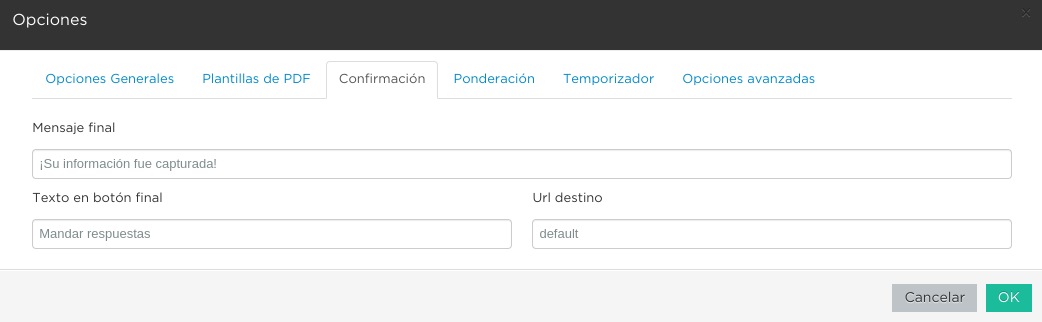 Opciones
Opciones Generales Plantillas de PDF Confirmación Ponderación Temporizador Opciones avanzadas
Mensaje final
¡Su información fue capturada!
Texto en botón final Url destino
Mandar respuestas default
Cancelar OK